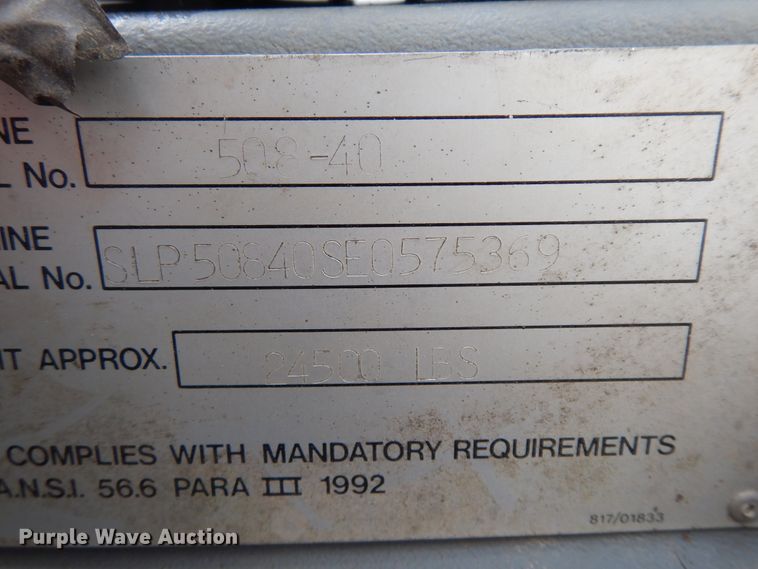 NE
508-40
L No.
INE
SLP50840SE0575369
AL No.
IT APPROX.
24500 LBS
COMPLIES WITH MANDATORY REQUIREMENTS
A.N.S.I. 56.6 PARA III 1992
817/01833
Purple Wave Auction